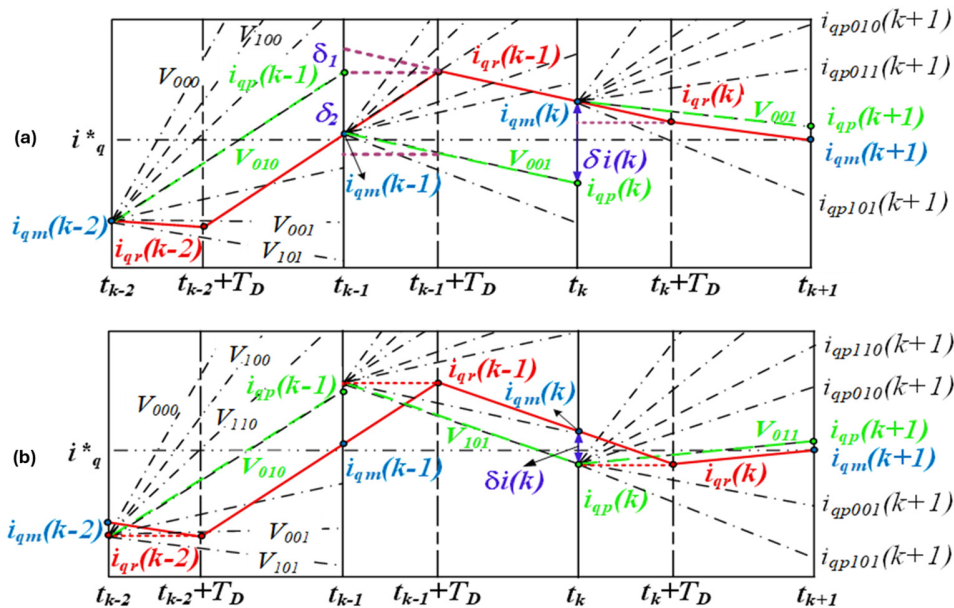 V000
V100
δ1
iqp(k-1)
iqr(k-1)
iqp010(k+1)
iqp011(k+1)
(a)
i*q
δ2
V010
iqm(k-1)
V001
iqm(k)
iqr(k)
V001
iqp(k+1)
iqm(k+1)
δi(k)
iqp(k)
iqm(k-2)
iqr(k-2)
V001
V101
iqp101(k+1)
tk-2
tk-2+TD
tk-1
tk-1+TD
tk
tk+TD
tk+1
V100
V000
V110
iqp(k-1)
iqr(k-1)
iqm(k)
iqp110(k+1)
iqp010(k+1)
(b)
i*q
V010
iqm(k-1)
V101
δi(k)
V011
iqp(k+1)
iqm(k+1)
iqp(k)
iqr(k)
iqm(k-2)
iqr(k-2)
V001
V101
iqp001(k+1)
iqp101(k+1)
tk-2
tk-2+TD
tk-1
tk-1+TD
tk
tk+TD
tk+1